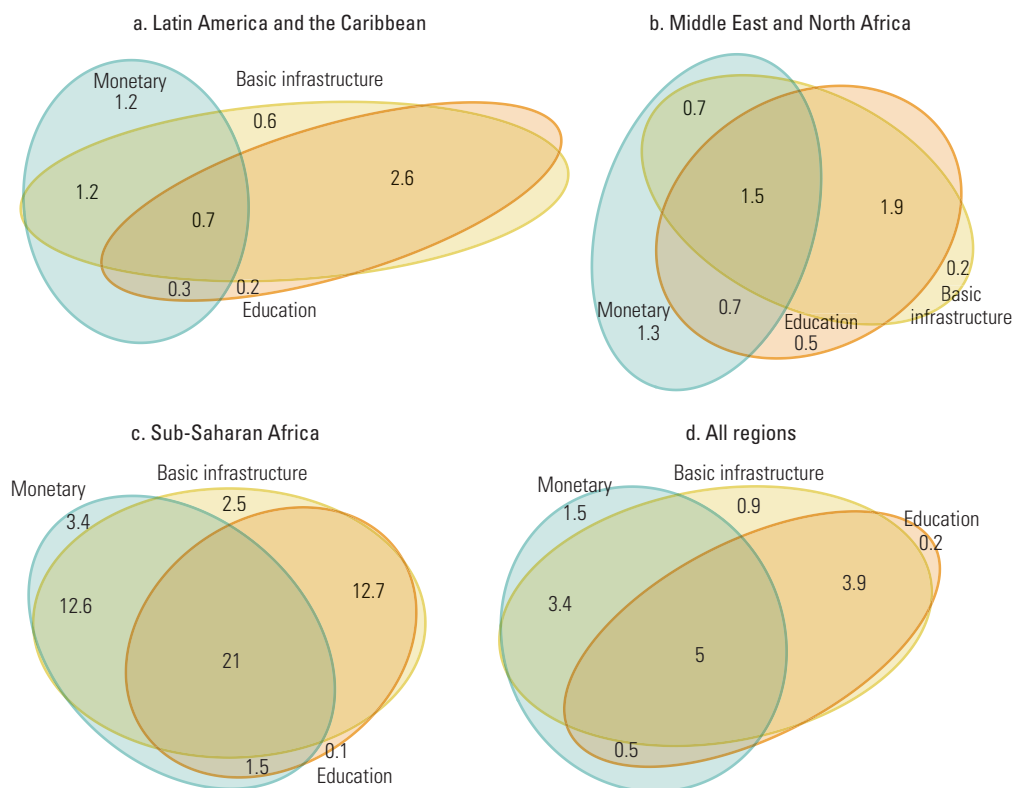 a. Latin America and the Caribbean
Monetary
1.2
Basic infrastructure
0.6
1.2
2.6
0.7
0.3
0.2
Education
b. Middle East and North Africa
0.7
1.5
1.9
0.2
Basic
infrastructure
Monetary
1.3
0.7
Education
0.5
c. Sub-Saharan Africa
Monetary
3.4
Basic infrastructure
2.5
12.6
12.7
21
1.5
0.1
Education
d. All regions
Monetary
1.5
Basic infrastructure
0.9
Education
0.2
3.4
3.9
5
0.5